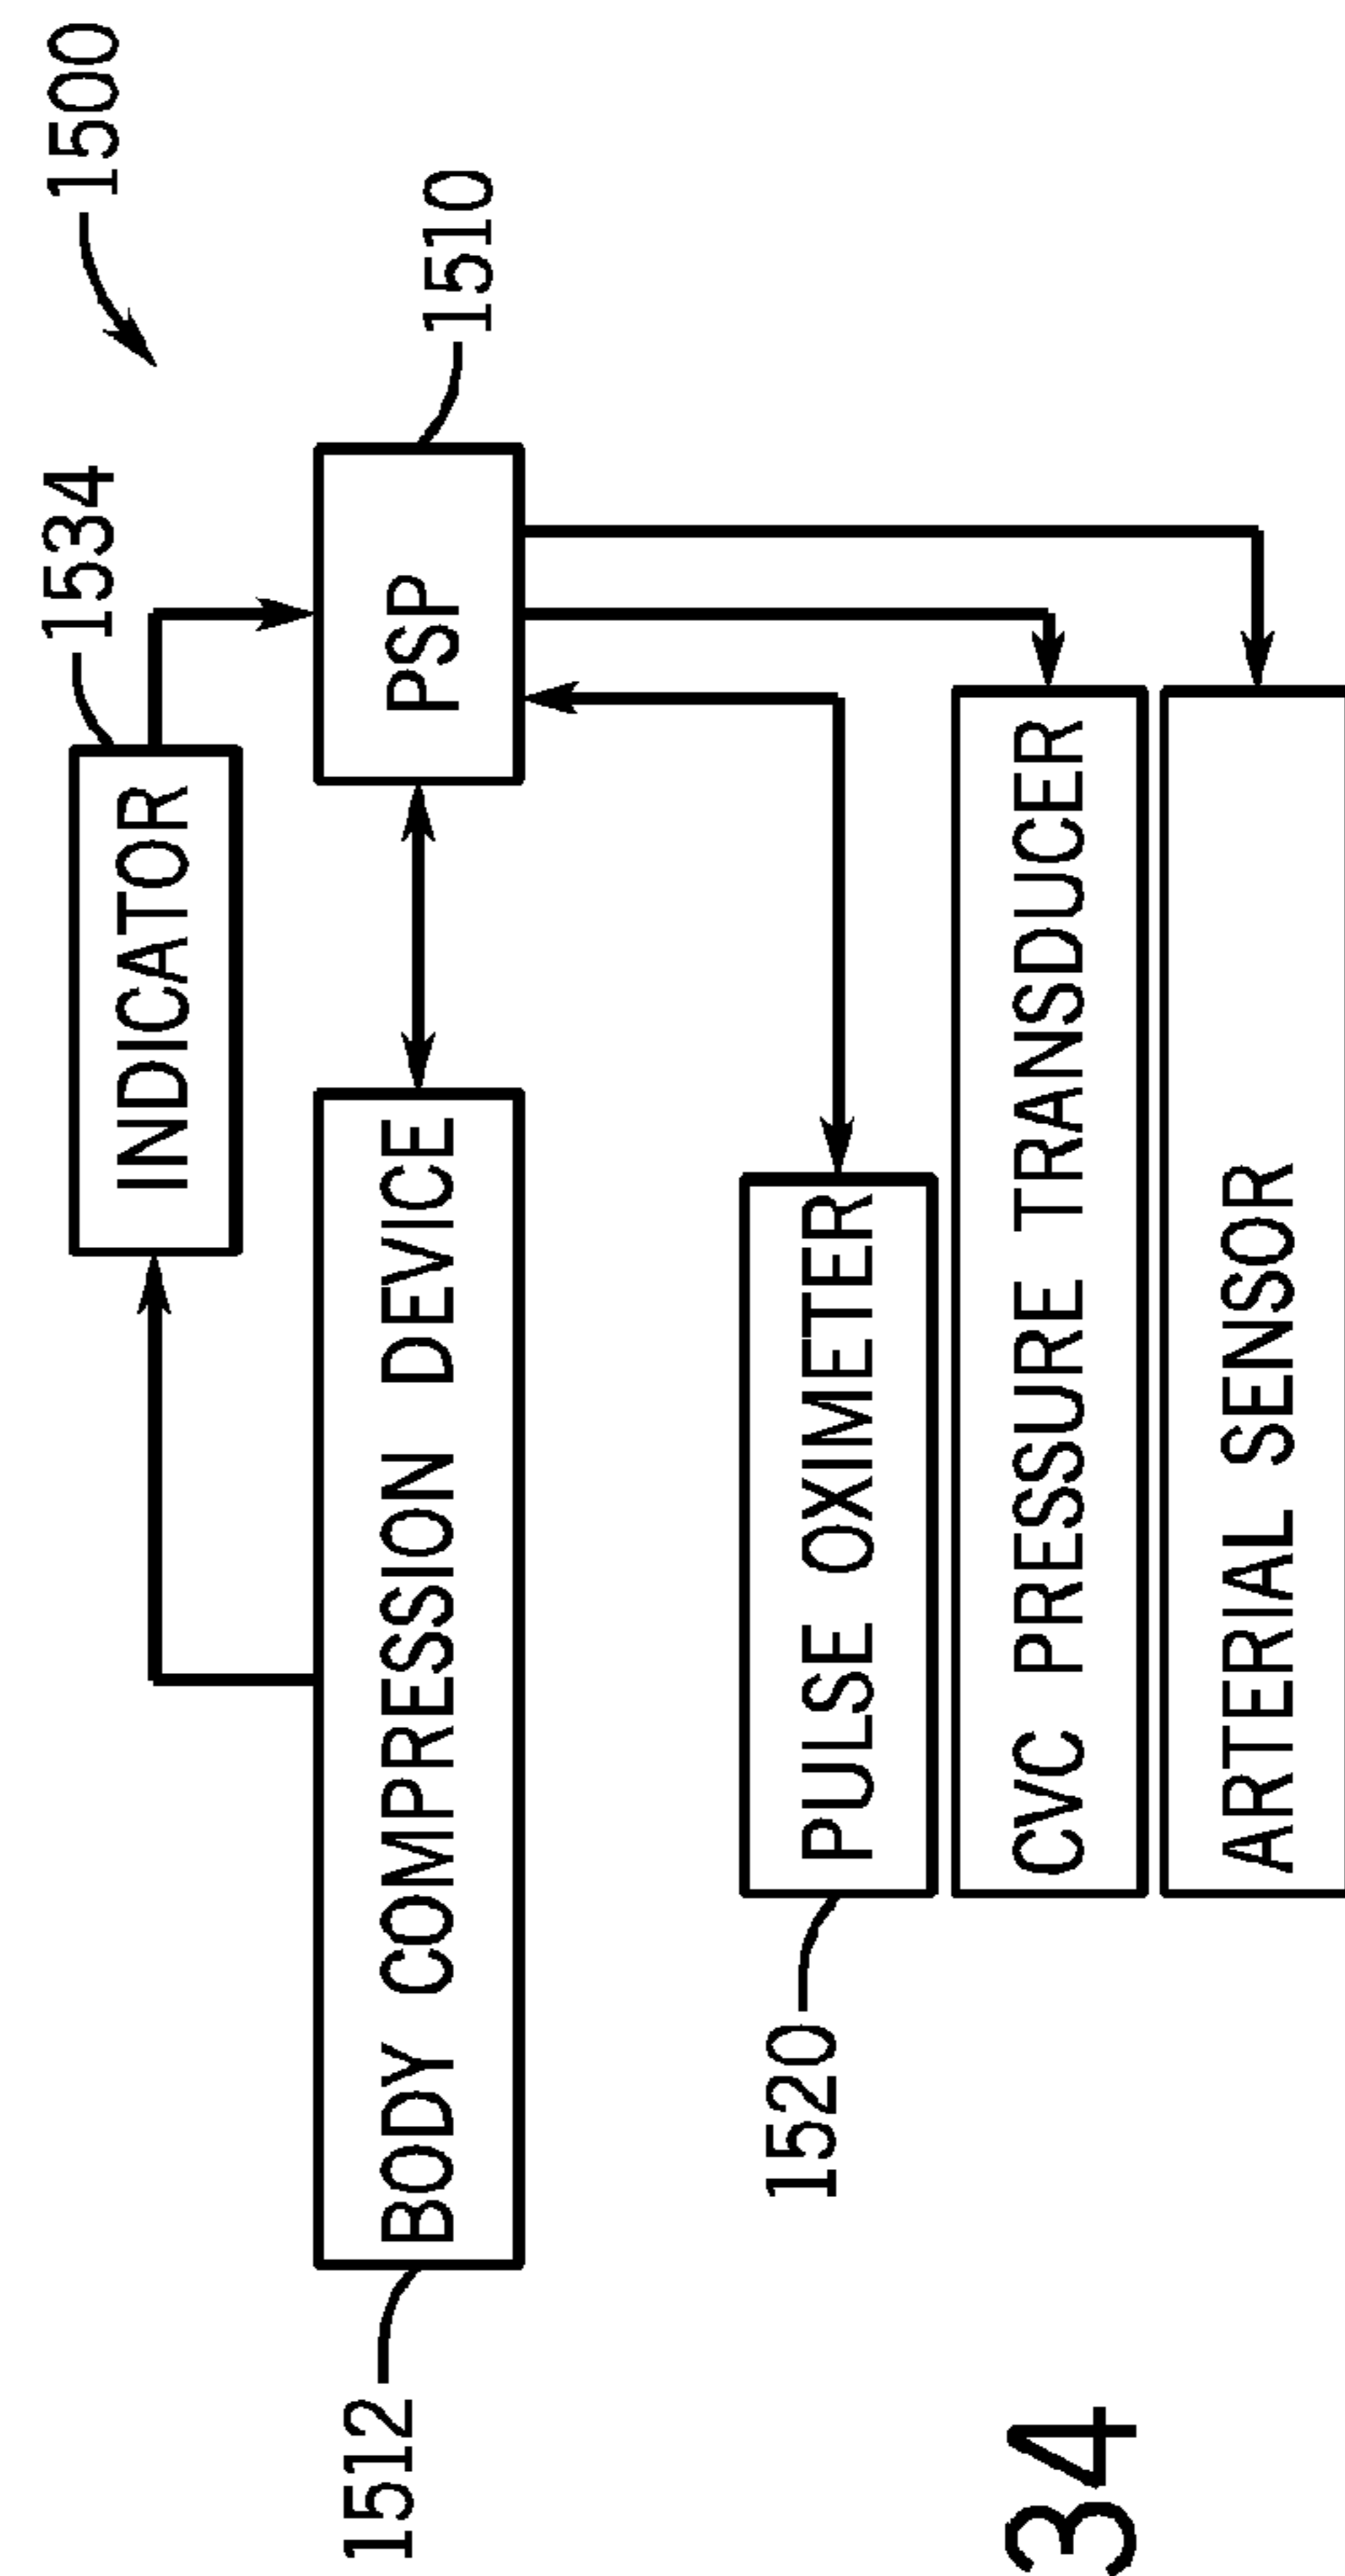 1500
1534
INDICATOR
1510
PSP
1512
BODY COMPRESSION DEVICE
1520
PULSE OXIMETER
CVC PRESSURE TRANSDUCER
ARTERIAL SENSOR
34